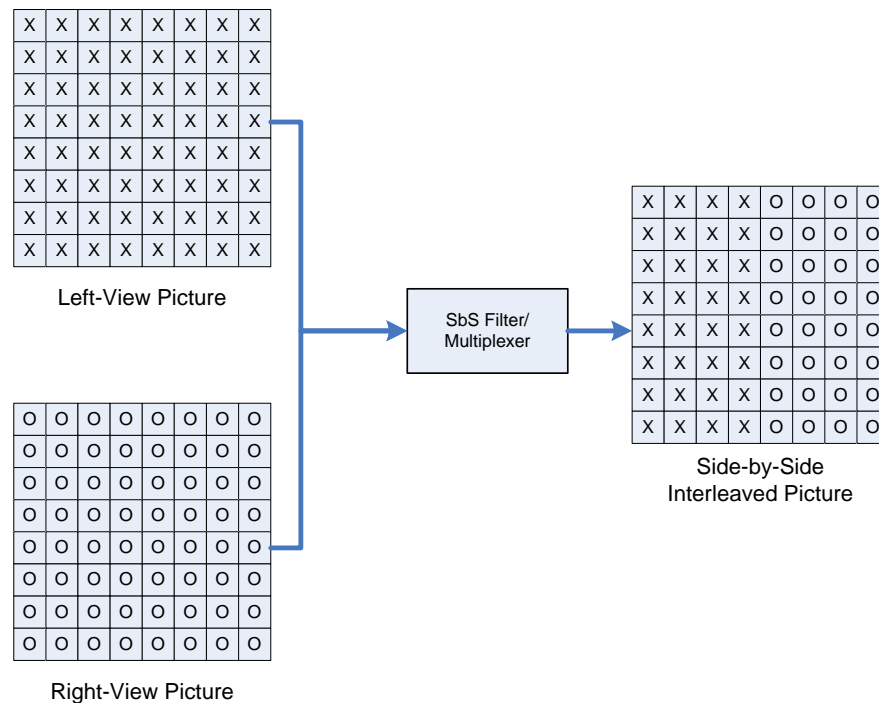 X X X X X X X X
X X X X X X X X
X X X X X X X X
X X X X X X X X
X X X X X X X X
X X X X X X X X
X X X X X X X X
X X X X X X X X
Left-View Picture
O O O O O O O O
O O O O O O O O
O O O O O O O O
O O O O O O O O
O O O O O O O O
O O O O O O O O
O O O O O O O O
O O O O O O O O
Right-View Picture
SbS Filter/
Multiplexer
X X X X O O O O
X X X X O O O O
X X X X O O O O
X X X X O O O O
X X X X O O O O
X X X X O O O O
X X X X O O O O
X X X X O O O O
Side-by-Side
Interleaved Picture